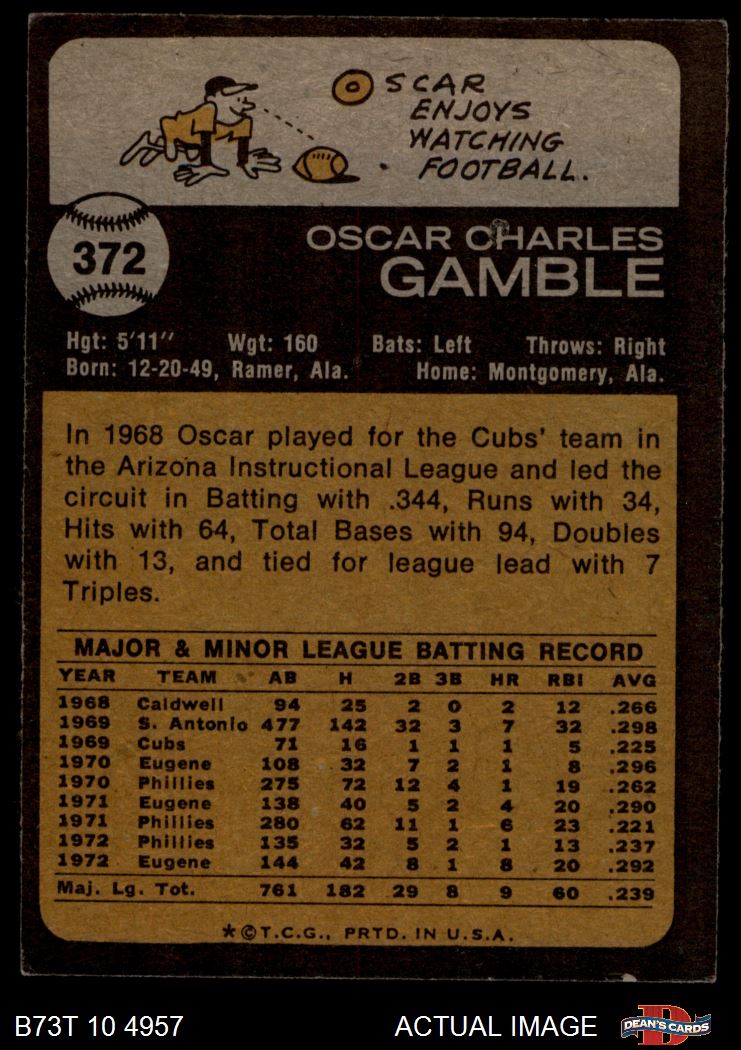 OSCAR
ENJOYS
WATCHING
FOOTBALL.
372
OSCAR CHARLES
GAMBLE
Hgt: 5'11" Wgt: 160 Bats: Left Throws: Right
Born: 12-20-49, Ramer, Ala. Home: Montgomery, Ala.
In 1968 Oscar played for the Cubs' team in
the Arizona Instructional League and led the
circuit in Batting with .344, Runs with 34,
Hits with 64, Total Bases with 94, Doubles
with 13, and tied for league lead with 7
Triples.
MAJOR & MINOR LEAGUE BATTING RECORD
YEAR TEAM AB H 2B 3B HR RBI AVG
1968 Caldwell 94 25 2 0 2 12 .266
1969 S. Antonio 477 142 32 3 7 32 .298
1969 Cubs 71 16 1 1 1 5 .225
1970 Eugene 108 32 7 2 1 8 .296
1970 Phillies 275 72 12 4 1 19 .262
1971 Eugene 138 40 5 2 4 20 .290
1971 Phillies 280 62 11 1 6 23 .221
1972 Phillies 135 32 5 2 1 13 .237
1972 Eugene 144 42 8 1 8 20 .292
Maj. Lg. Tot. 761 182 29 8 9 60 .239
*©T.C.G., PRTD. IN U.S.A.
B73T 10 4957 ACTUAL IMAGE D DEAN'S CARDS